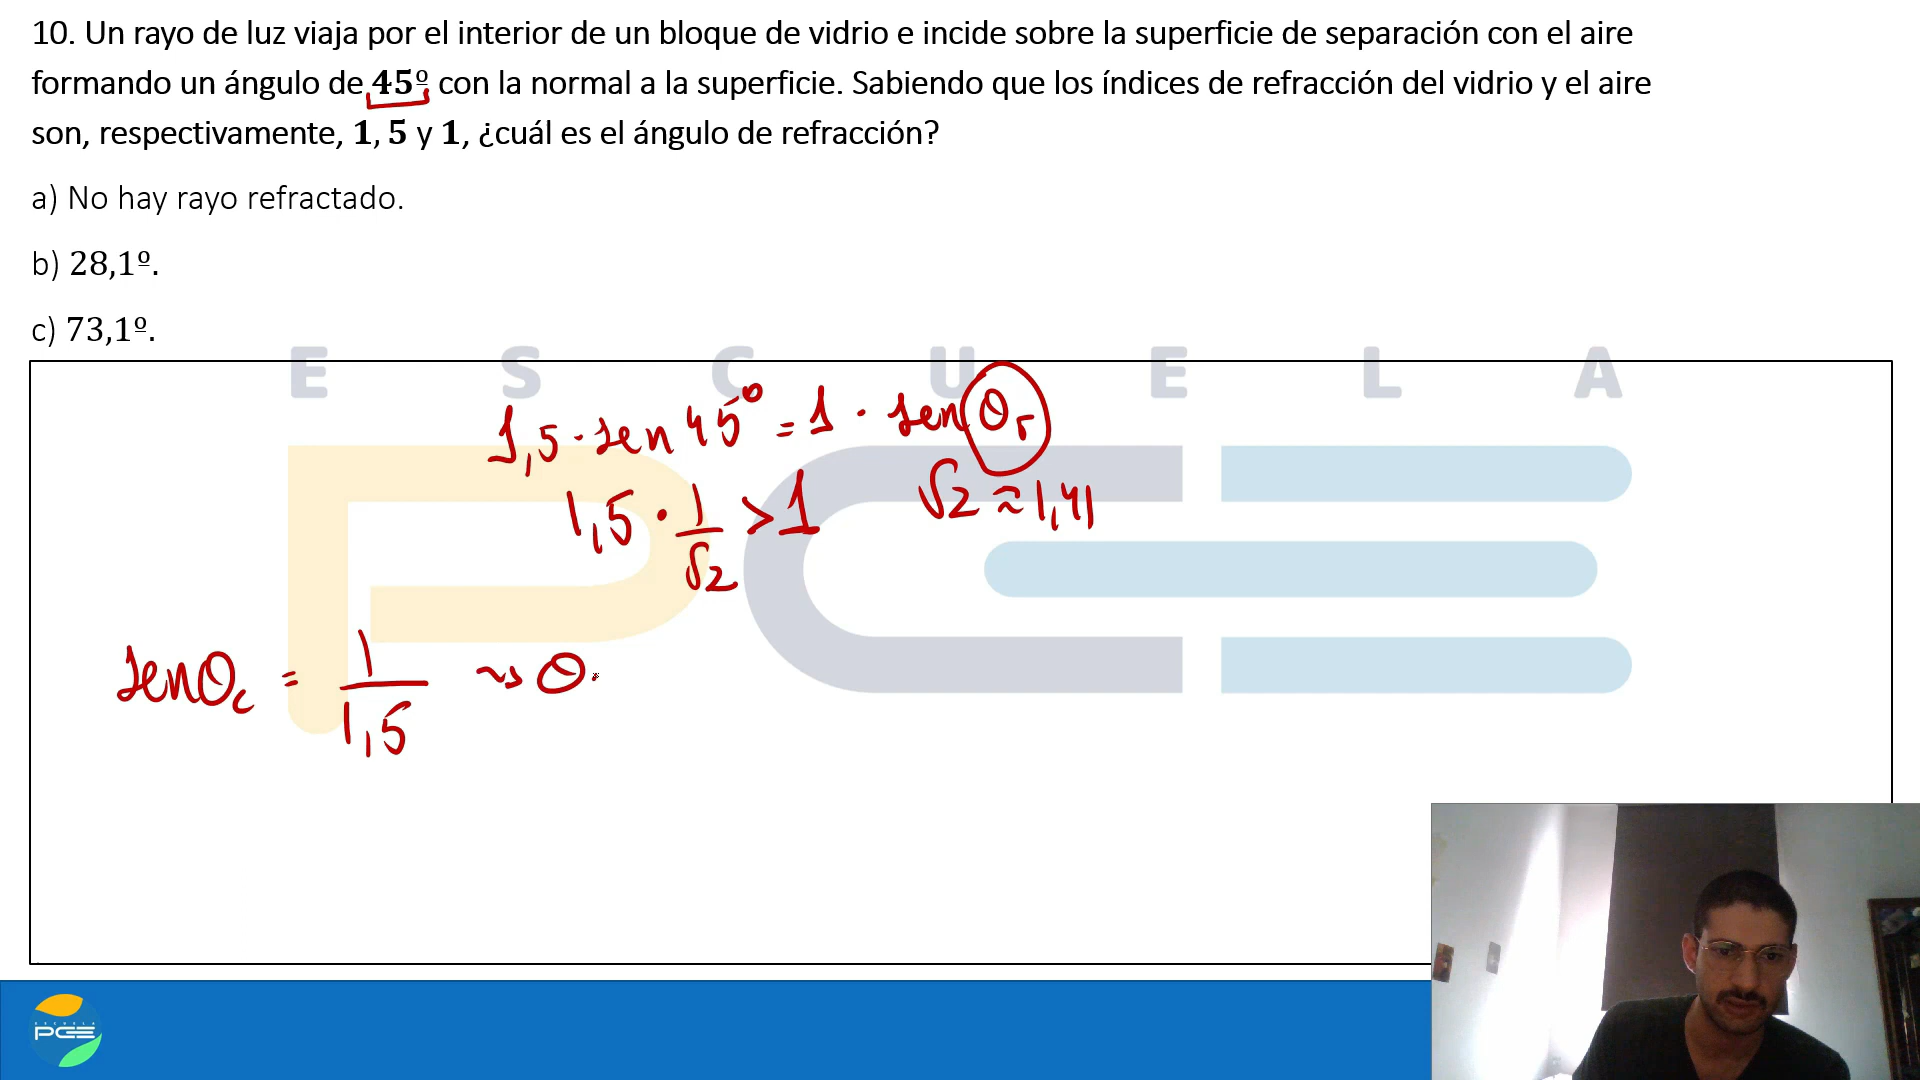 10. Un rayo de luz viaja por el interior de un bloque de vidrio e incide sobre la superficie de separación con el aire
formando un ángulo de 45º con la normal a la superficie. Sabiendo que los índices de refracción del vidrio y el aire
son, respectivamente, 1, 5 y 1, ¿cuál es el ángulo de refracción?
a) No hay rayo refractado.
b) 28,1º.
c) 73,1º.
E S C U E L A
1,5 · sen 45° = 1 · sen θr
1,5 · 1/√2 > 1
√2 ≈ 1,41
sen θc = 1/1,5 ⇝ θ
ESCUELA
PCE